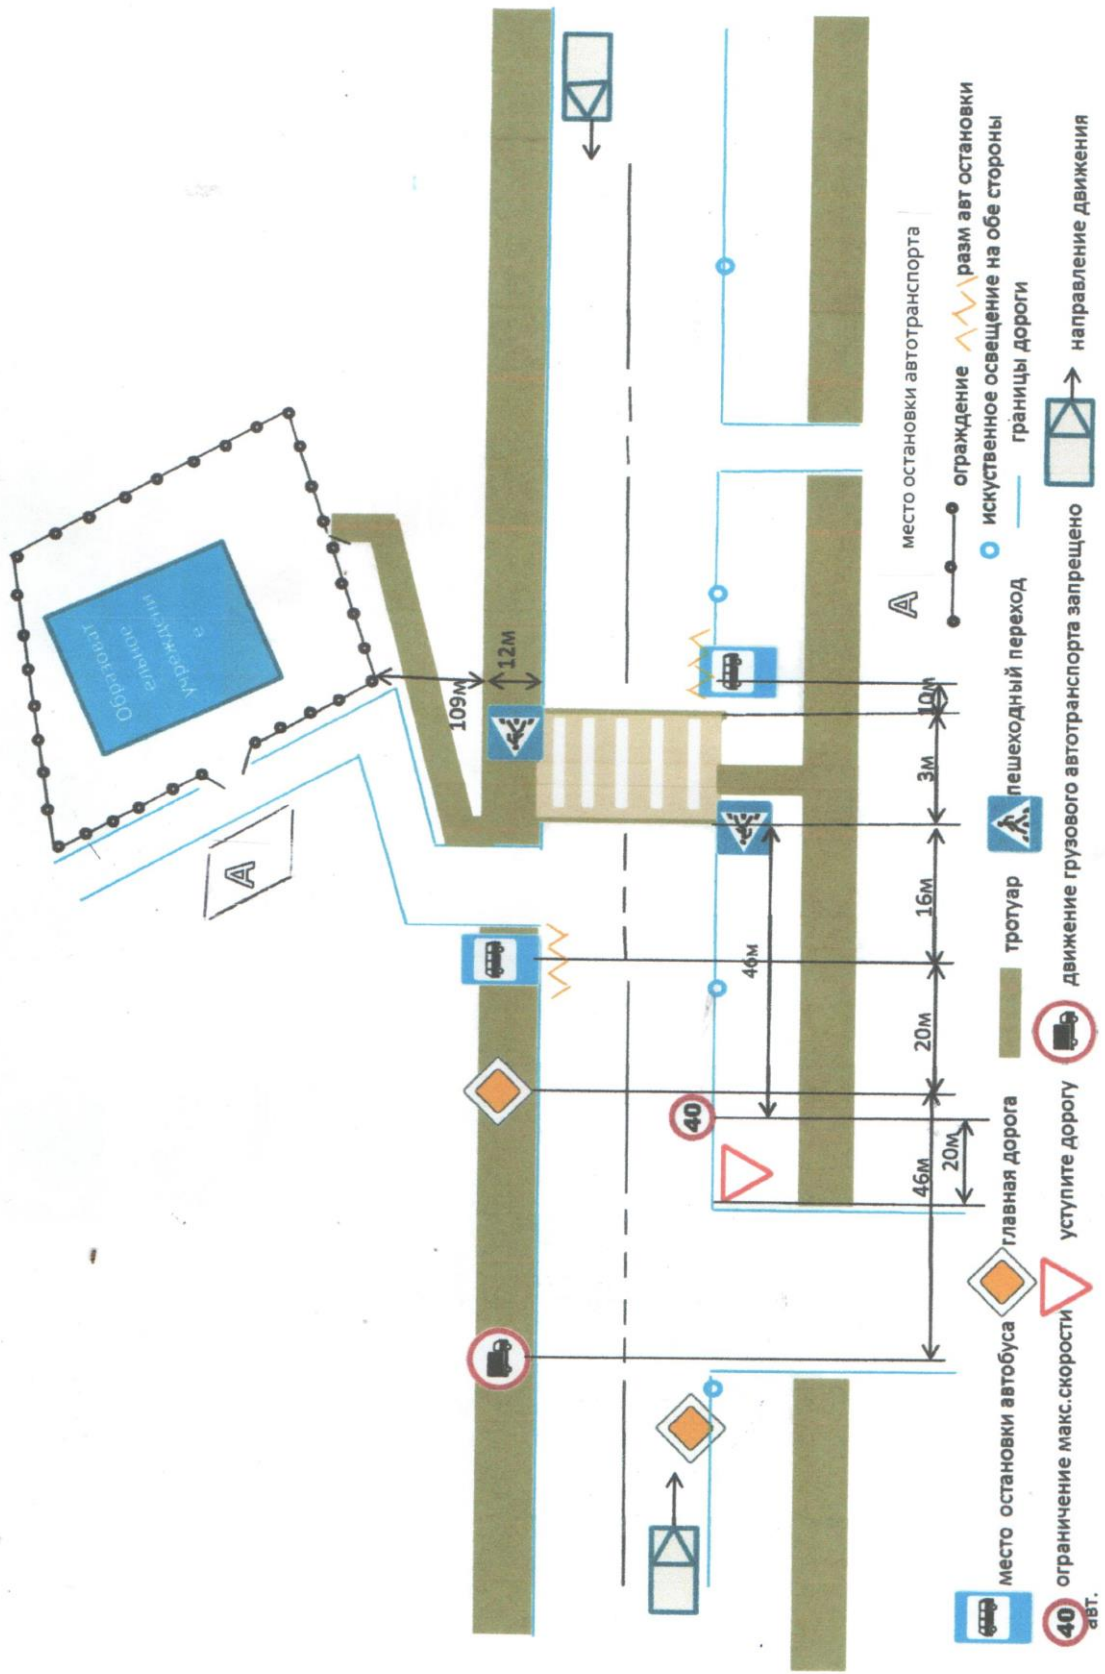 Образоват
ельное
учреждени
е
109м
12м
A
46м
40
10м
3м
16м
20м
46м
20м
A место остановки автотранспорта
ограждение разм авт остановки
искуственное освещение на обе стороны
границы дороги
место остановки автобуса главная дорога тротуар пешеходный переход
40 ограничение макс.скорости уступите дорогу движение грузового автотранспорта запрещено направление движения
авт.